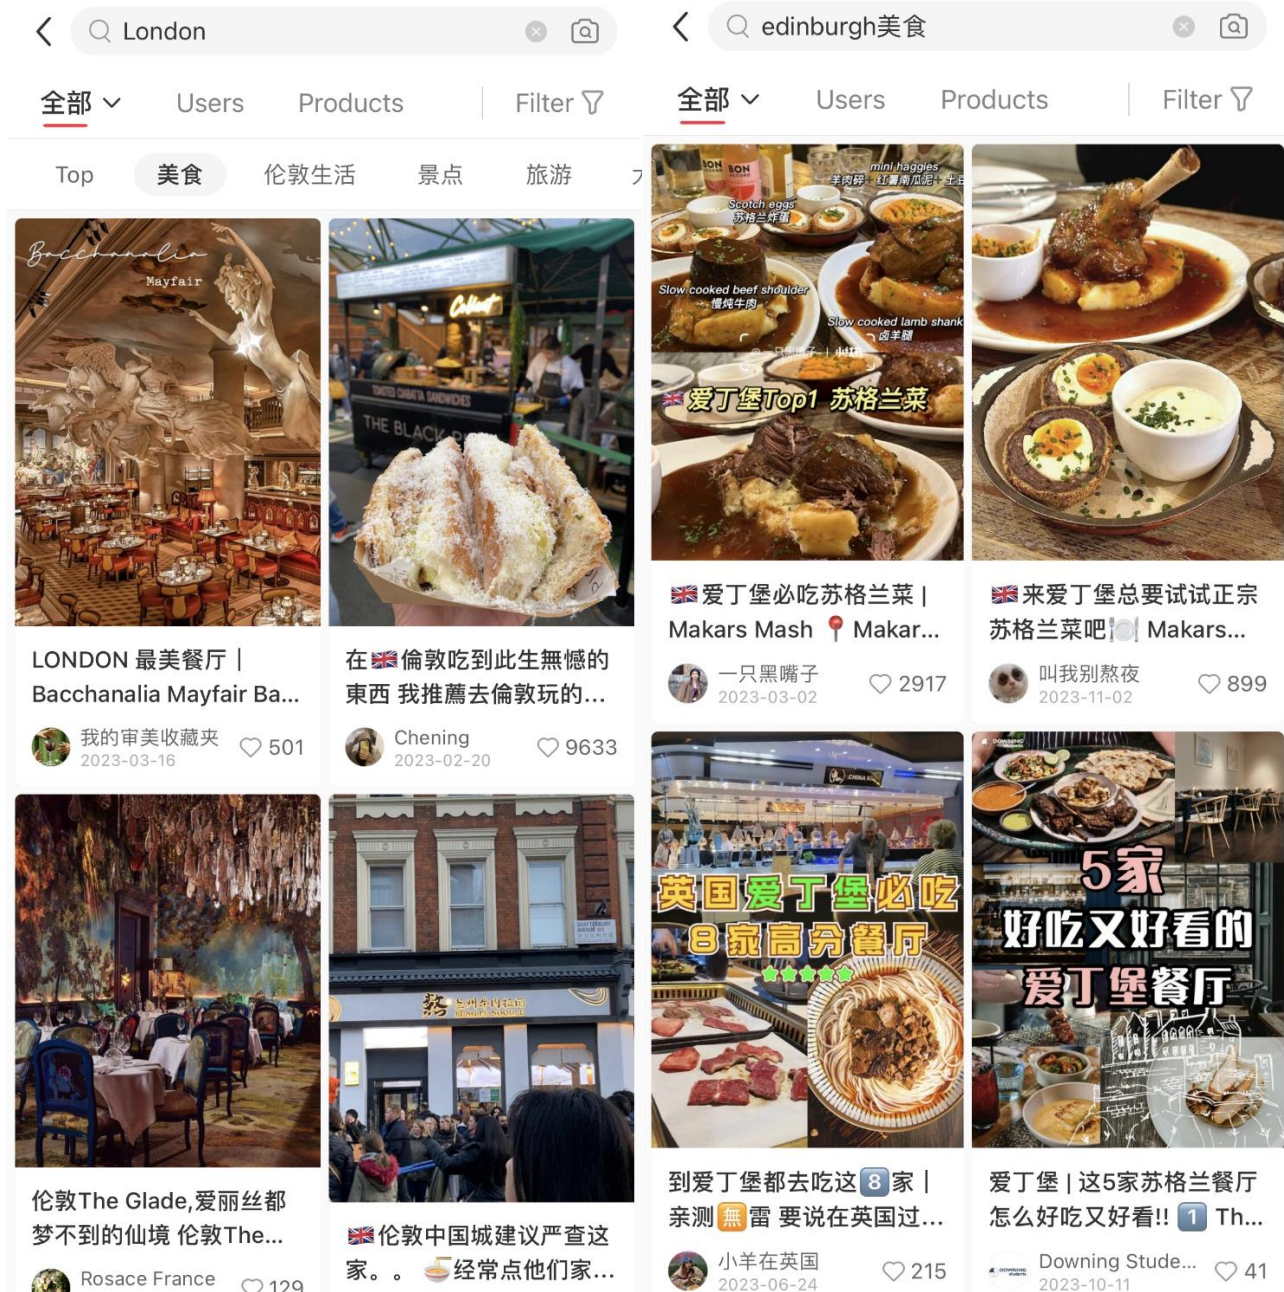 London
全部
Users
Products
Filter
Top
美食
伦敦生活
景点
旅游
Bacchanalia
Mayfair
LONDON 最美餐厅｜
Bacchanalia Mayfair Ba...
我的审美收藏夹
2023-03-16
501
TOASTED CIABATTA SANDWICHES
THE BLACK
在🇬🇧倫敦吃到此生無憾的
東西 我推薦去倫敦玩的...
Chening
2023-02-20
9633
伦敦The Glade,爱丽丝都
梦不到的仙境 伦敦The...
Rosace France
129
兰州牛肉拉面
🇬🇧伦敦中国城建议严查这
家。。 🍜经常点他们家...
edinburgh美食
全部
Users
Products
Filter
BON
BON
mini haggies
羊肉碎 红薯南瓜泥
Scotch eggs
苏格兰炸蛋
Slow cooked beef shoulder
慢炖牛肉
Slow cooked lamb shank
卤羊腿
🇬🇧爱丁堡Top1 苏格兰菜
🇬🇧爱丁堡必吃苏格兰菜 |
Makars Mash 📍Makar...
一只黑嘴子
2023-03-02
2917
🇬🇧来爱丁堡总要试试正宗
苏格兰菜吧🍽️ Makars...
叫我别熬夜
2023-11-02
899
CHINA
英国爱丁堡必吃
8家高分餐厅
到爱丁堡都去吃这8️⃣家｜
亲测🈚雷 要说在英国过...
小羊在英国
2023-06-24
215
DOWNING
5家
好吃又好看的
爱丁堡餐厅
爱丁堡 | 这5家苏格兰餐厅
怎么好吃又好看!! 1️⃣ Th...
DOWNING
students
Downing Stude...
2023-10-11
41